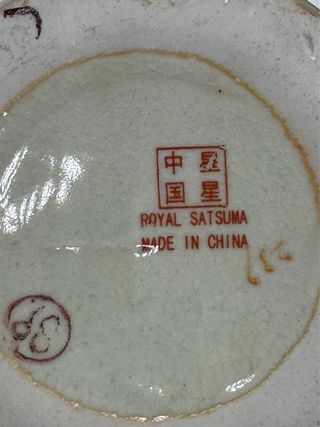 中
国 星
ROYAL SATSUMA
MADE IN CHINA